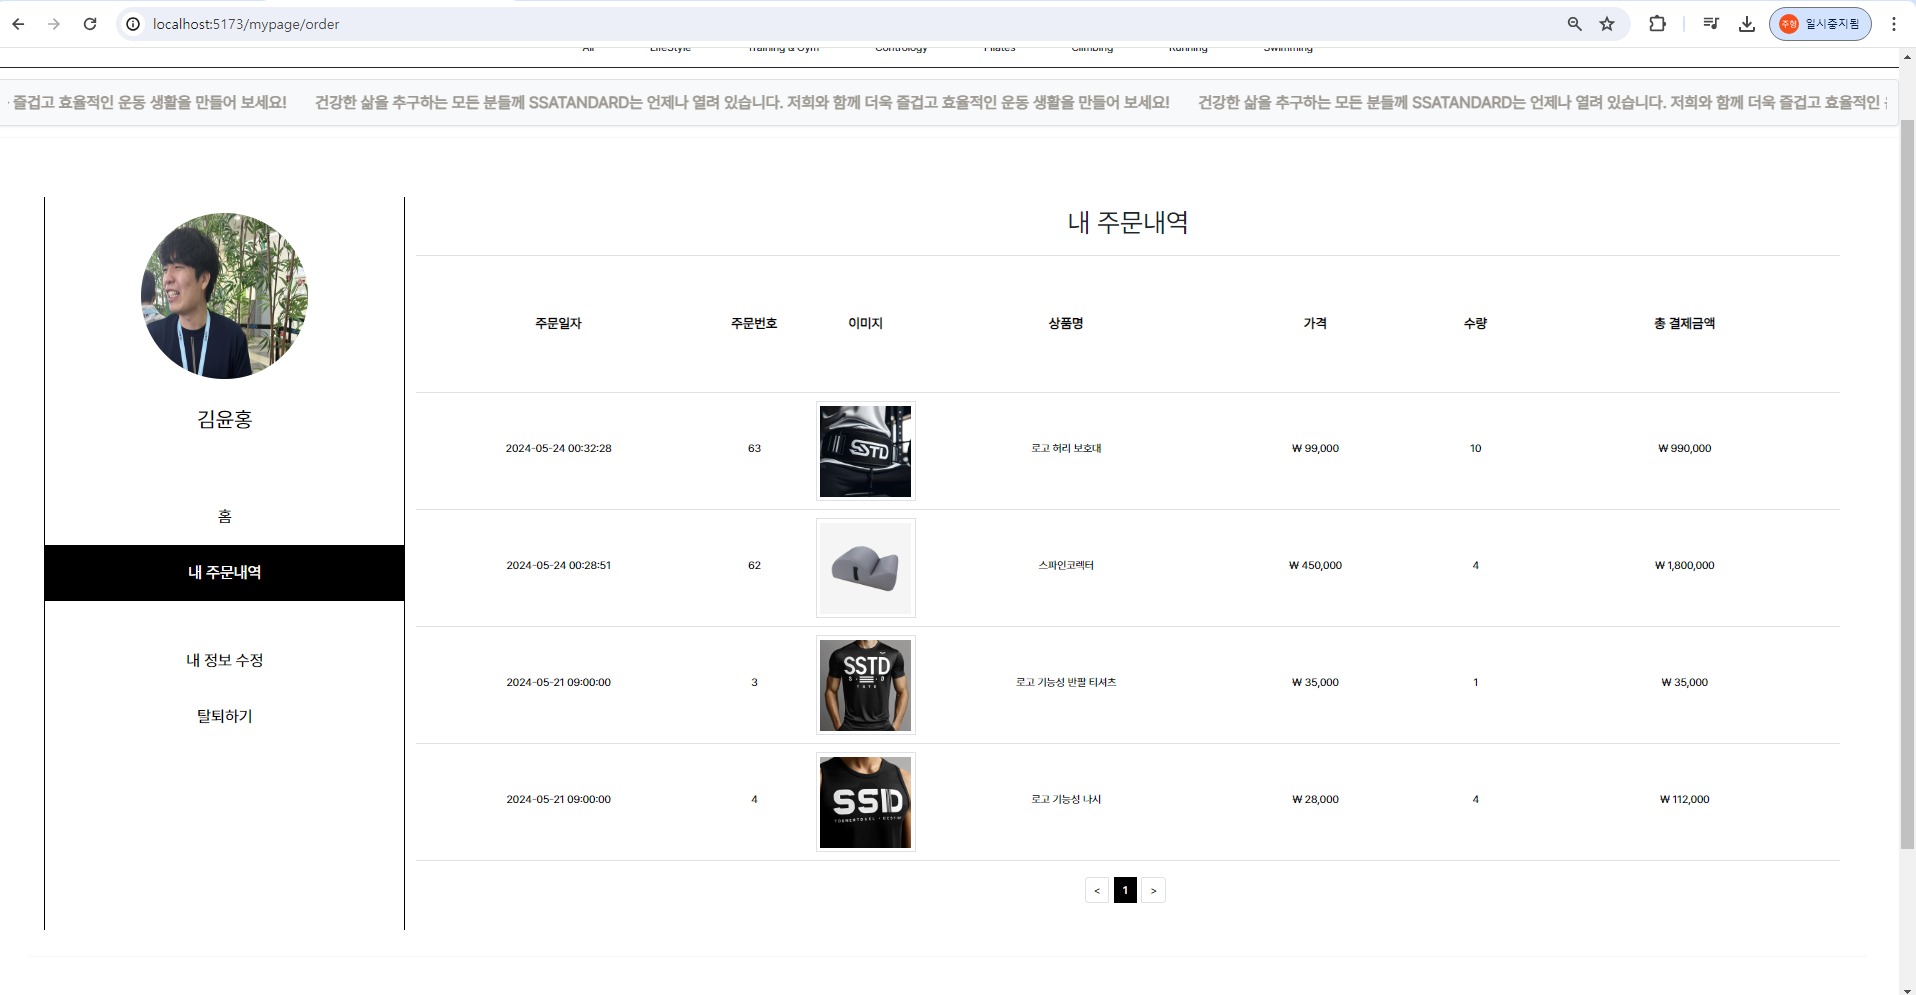 localhost:5173/mypage/order
주형 일시중지됨
All LifeStyle Training & Gym Contrology Pilates Climbing Running Swimming
· 즐겁고 효율적인 운동 생활을 만들어 보세요! 건강한 삶을 추구하는 모든 분들께 SSATANDARD는 언제나 열려 있습니다. 저희와 함께 더욱 즐겁고 효율적인 운동 생활을 만들어 보세요! 건강한 삶을 추구하는 모든 분들께 SSATANDARD는 언제나 열려 있습니다. 저희와 함께 더욱 즐겁고 효율적인
김윤홍
홈
내 주문내역
내 정보 수정
탈퇴하기
내 주문내역
주문일자 주문번호 이미지 상품명 가격 수량 총 결제금액
2024-05-24 00:32:28 63 STD 로고 허리 보호대 ₩ 99,000 10 ₩ 990,000
2024-05-24 00:28:51 62 스파인코렉터 ₩ 450,000 4 ₩ 1,800,000
2024-05-21 09:00:00 3 SSTD 로고 기능성 반팔 티셔츠 ₩ 35,000 1 ₩ 35,000
2024-05-21 09:00:00 4 SSID 로고 기능성 나시 ₩ 28,000 4 ₩ 112,000
< 1 >